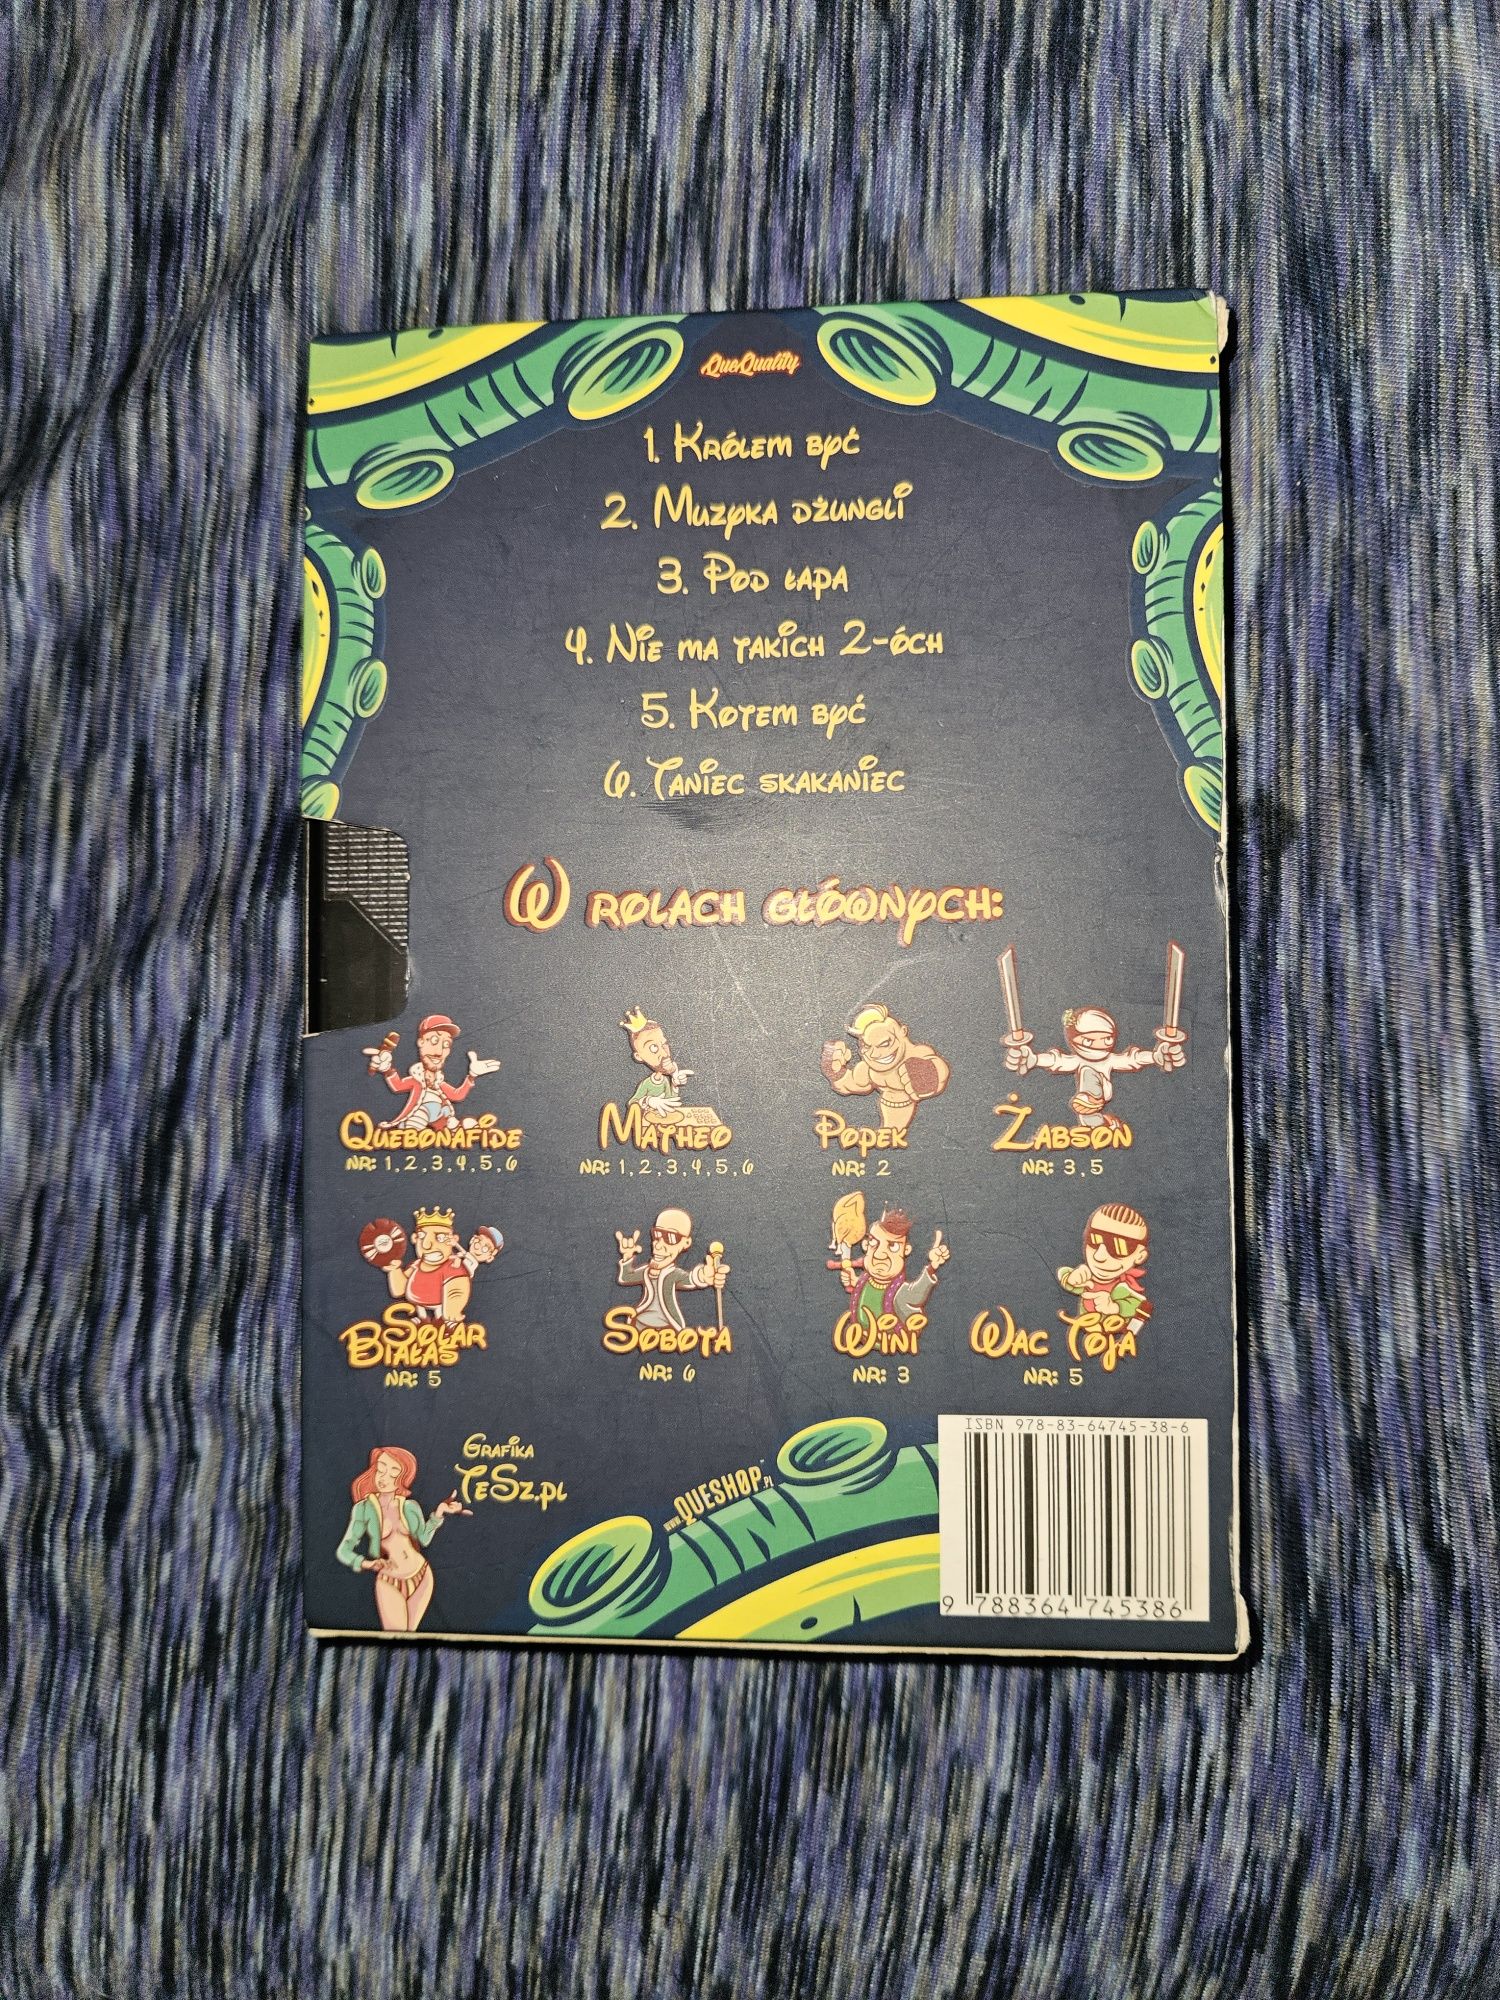 QueQuality
1. Królem być
2. Muzyka dżungli
3. Pod łapa
4. Nie ma takich 2-óch
5. Kotem być
6. Taniec skakaniec
W rolach głównych:
Quebonafide
nr: 1,2,3,4,5,6
Matheo
nr: 1,2,3,4,5,6
Popek
nr: 2
Żabson
nr: 3,5
Solar
Białas
nr: 5
Sobota
nr: 6
Wini
nr: 3
Wac Toja
nr: 5
Grafika
TeSz.pl
www.QUESHOP.pl
ISBN 978-83-64745-38-6
9 788364 745386